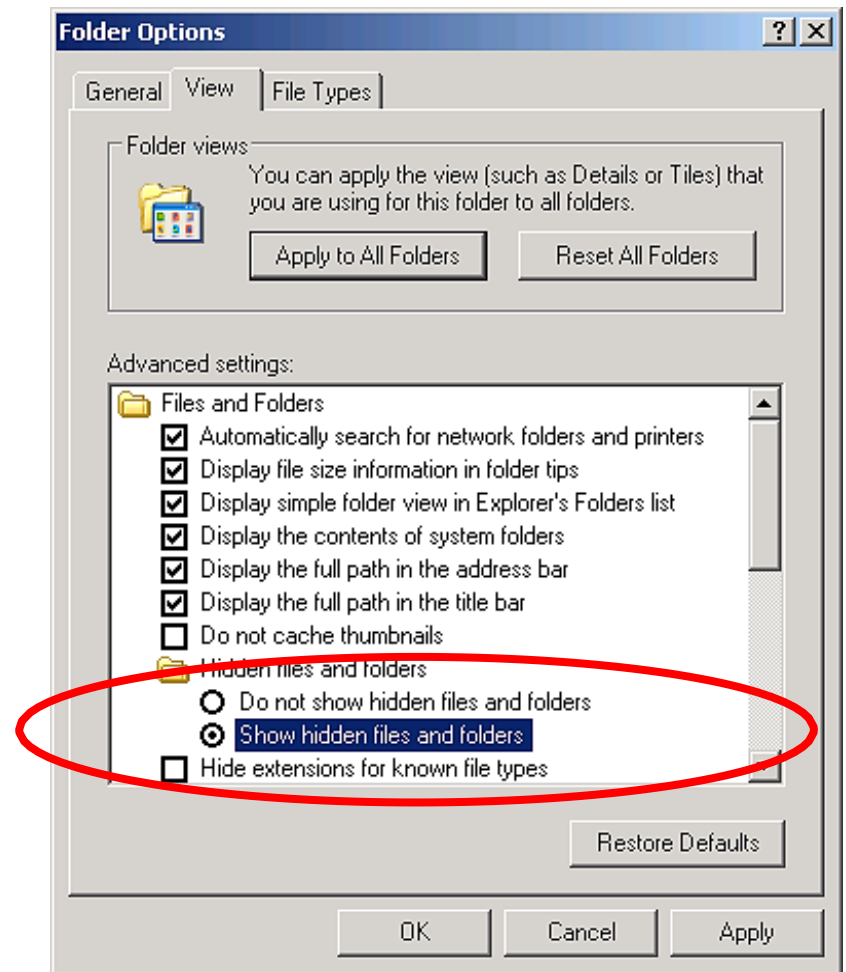 Folder Options
General View File Types
Folder views
You can apply the view (such as Details or Tiles) that
you are using for this folder to all folders.
Apply to All Folders Reset All Folders
Advanced settings:
Files and Folders
Automatically search for network folders and printers
Display file size information in folder tips
Display simple folder view in Explorer's Folders list
Display the contents of system folders
Display the full path in the address bar
Display the full path in the title bar
Do not cache thumbnails
Hidden files and folders
Do not show hidden files and folders
Show hidden files and folders
Hide extensions for known file types
Restore Defaults
OK Cancel Apply